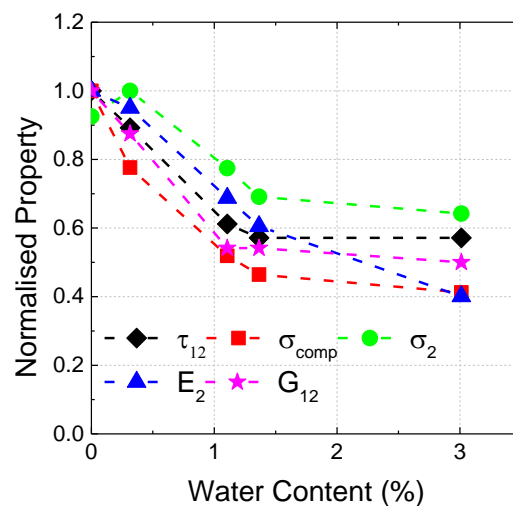 1.2
1.0
0.8
0.6
0.4
0.2
0.0
Normalised Property
τ₁₂ σcomp σ₂
E₂ G₁₂
0 1 2 3
Water Content (%)